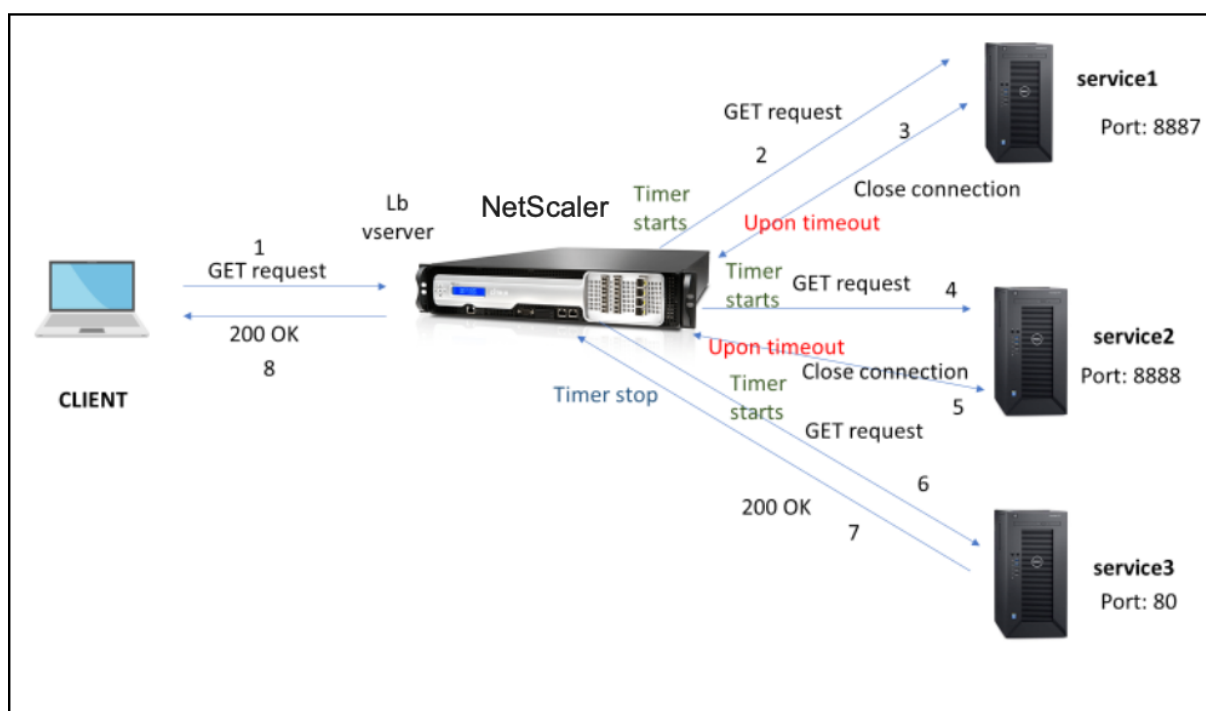 service1
GET request
Port: 8887
3
2
Close connection
Lb
vserver
NetScaler
Timer
starts
Upon timeout
1
GET request
Timer
starts
GET request
4
200 OK
8
Upon timeout
service2
Close connection
Port: 8888
CLIENT
Timer stop
Timer
starts
5
GET request
6
200 OK
7
service3
Port: 80